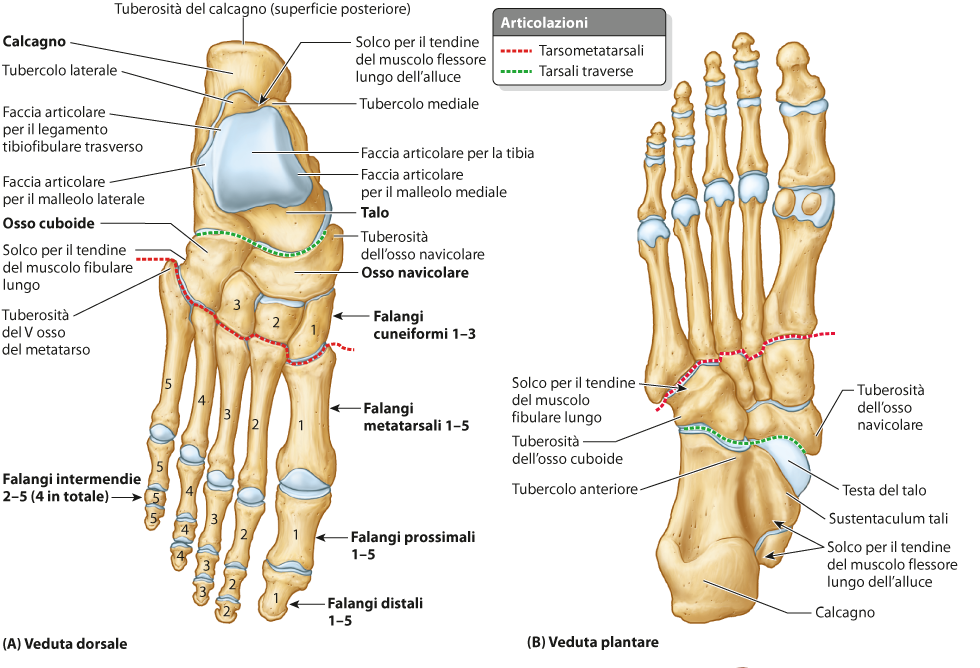 Tuberosità del calcagno (superficie posteriore)
Calcagno
Tubercolo laterale
Faccia articolare
per il legamento
tibiofibulare trasverso
Faccia articolare
per il malleolo laterale
Osso cuboide
Solco per il tendine
del muscolo fibulare
lungo
Tuberosità
del V osso
del metatarso
Falangi intermendie
2–5 (4 in totale)
Solco per il tendine
del muscolo flessore
lungo dell'alluce
Tubercolo mediale
Faccia articolare per la tibia
Faccia articolare
per il malleolo mediale
Talo
Tuberosità
dell'osso navicolare
Osso navicolare
Falangi
cuneiformi 1–3
Falangi
metatarsali 1–5
Falangi prossimali
1–5
Falangi distali
1–5
3
2
1
5
4
3
2
1
5
4
3
2
1
5
4
3
2
5
4
3
2
1
(A) Veduta dorsale
Articolazioni
Tarsometatarsali
Tarsali traverse
Solco per il tendine
del muscolo
fibulare lungo
Tuberosità
dell'osso cuboide
Tubercolo anteriore
Tuberosità
dell'osso
navicolare
Testa del talo
Sustentaculum tali
Solco per il tendine
del muscolo flessore
lungo dell'alluce
Calcagno
(B) Veduta plantare